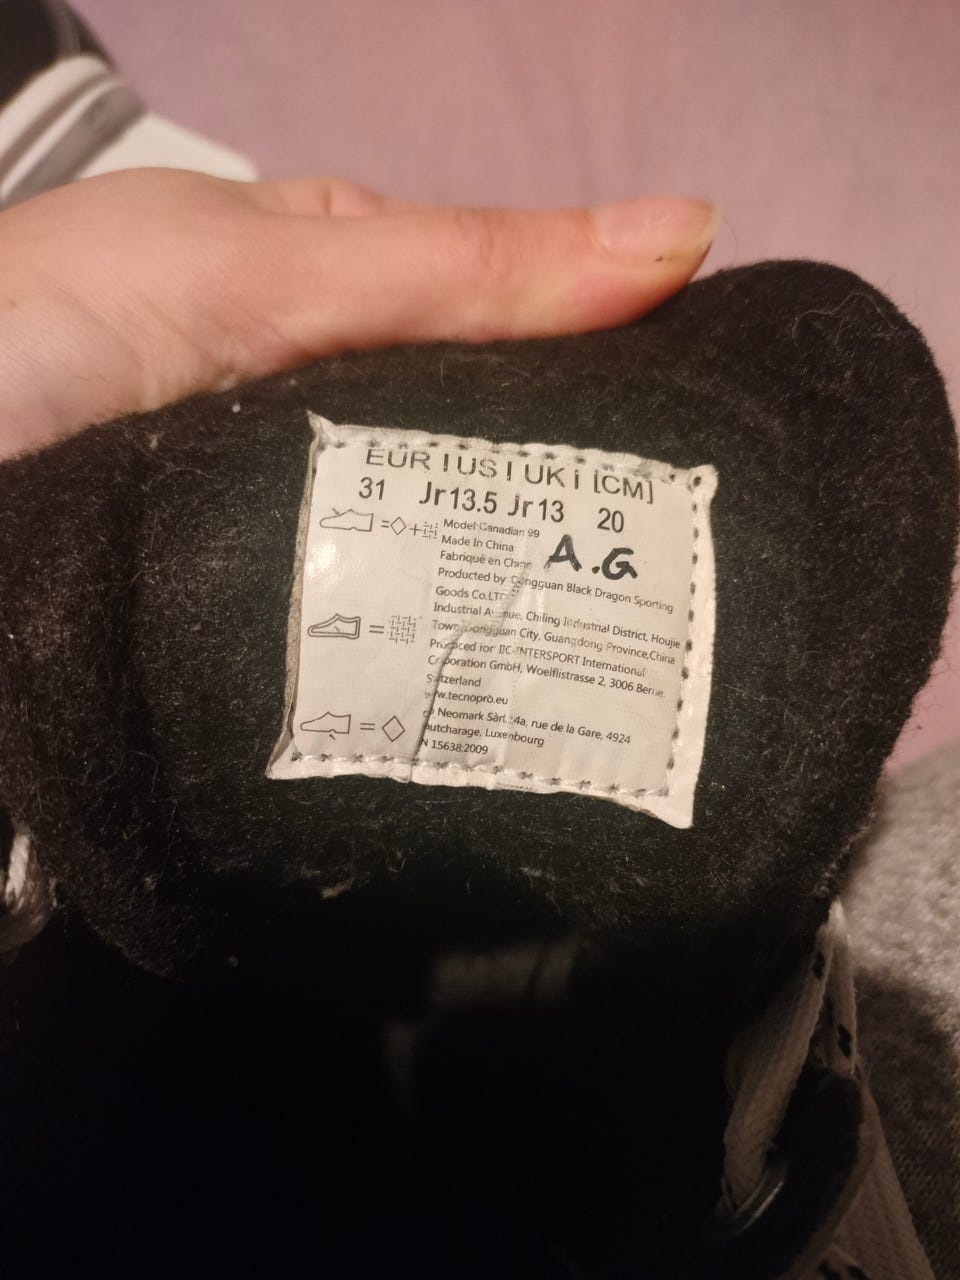 EUR | US | UK | [CM]
31 Jr13.5 Jr13 20
Model: Canadian 99
Made In China
Fabriqué en Chine
A.G
Producted by: Dongguan Black Dragon Sporting
Goods Co.LTD
Industrial Avenue, Chiling Industrial District, Houjie
Town Dongguan City, Guangdong Province,China
Produced for IIC-INTERSPORT International
Corporation GmbH, Woelflistrasse 2, 3006 Berne,
Switzerland
www.tecnopro.eu
Neomark Sàrl, 4a, rue de la Gare, 4924
autcharage, Luxembourg
N 15638:2009